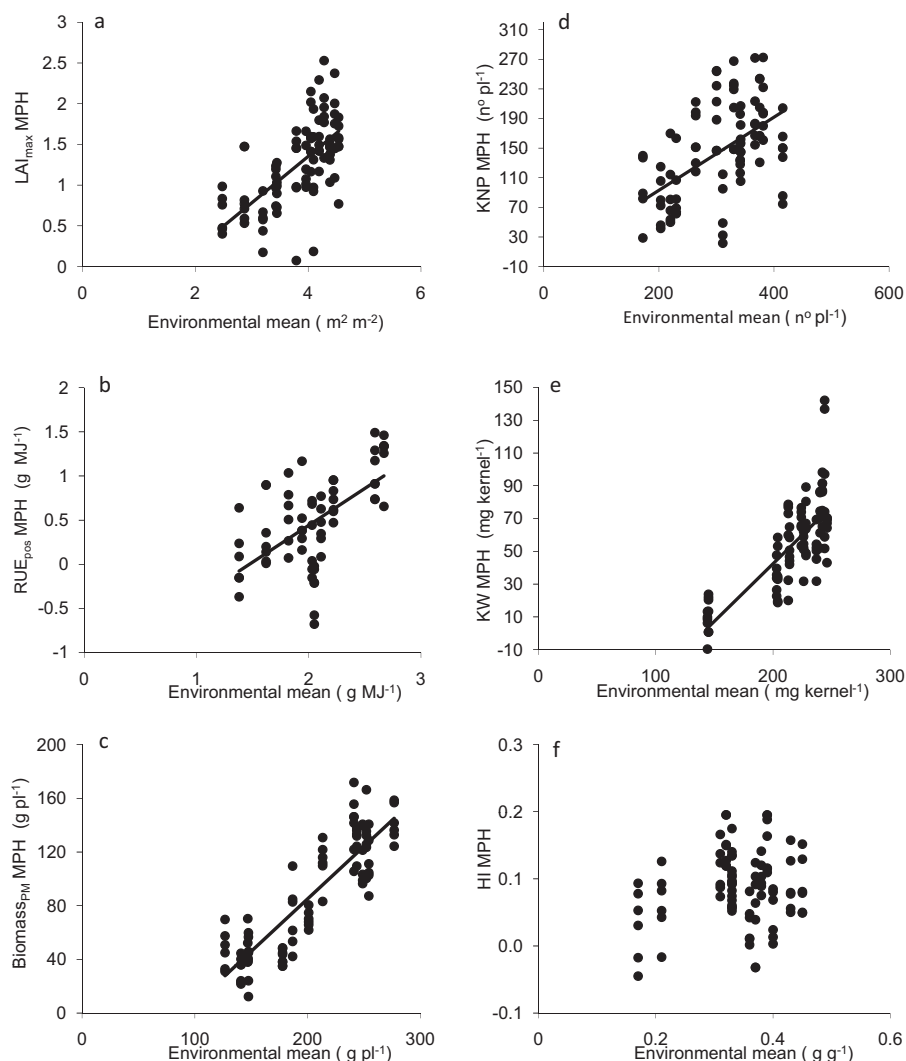 a
3
2.5
2
1.5
1
0.5
0
LAImax MPH
0 2 4 6
Environmental mean ( m² m⁻²)
d
270
230
190
150
110
70
30
-10
KNP MPH (nº pl⁻¹)
0 200 400 600
Environmental mean ( nº pl⁻¹)
b
2
1.5
1
0.5
0
-0.5
-1
RUEpos MPH (g MJ⁻¹)
0 1 2 3
Environmental mean ( g MJ⁻¹)
e
150
130
110
90
70
50
30
10
-10
KW MPH (mg kernel⁻¹)
0 100 200 300
Environmental mean ( mg kernel⁻¹)
c
200
160
120
80
40
0
BiomassPM MPH (g pl⁻¹)
0 100 200 300
Environmental mean ( g pl⁻¹)
f
0.3
0.2
0.1
0.0
-0.1
HI MPH
0 0.2 0.4 0.6
Environmental mean ( g g⁻¹)